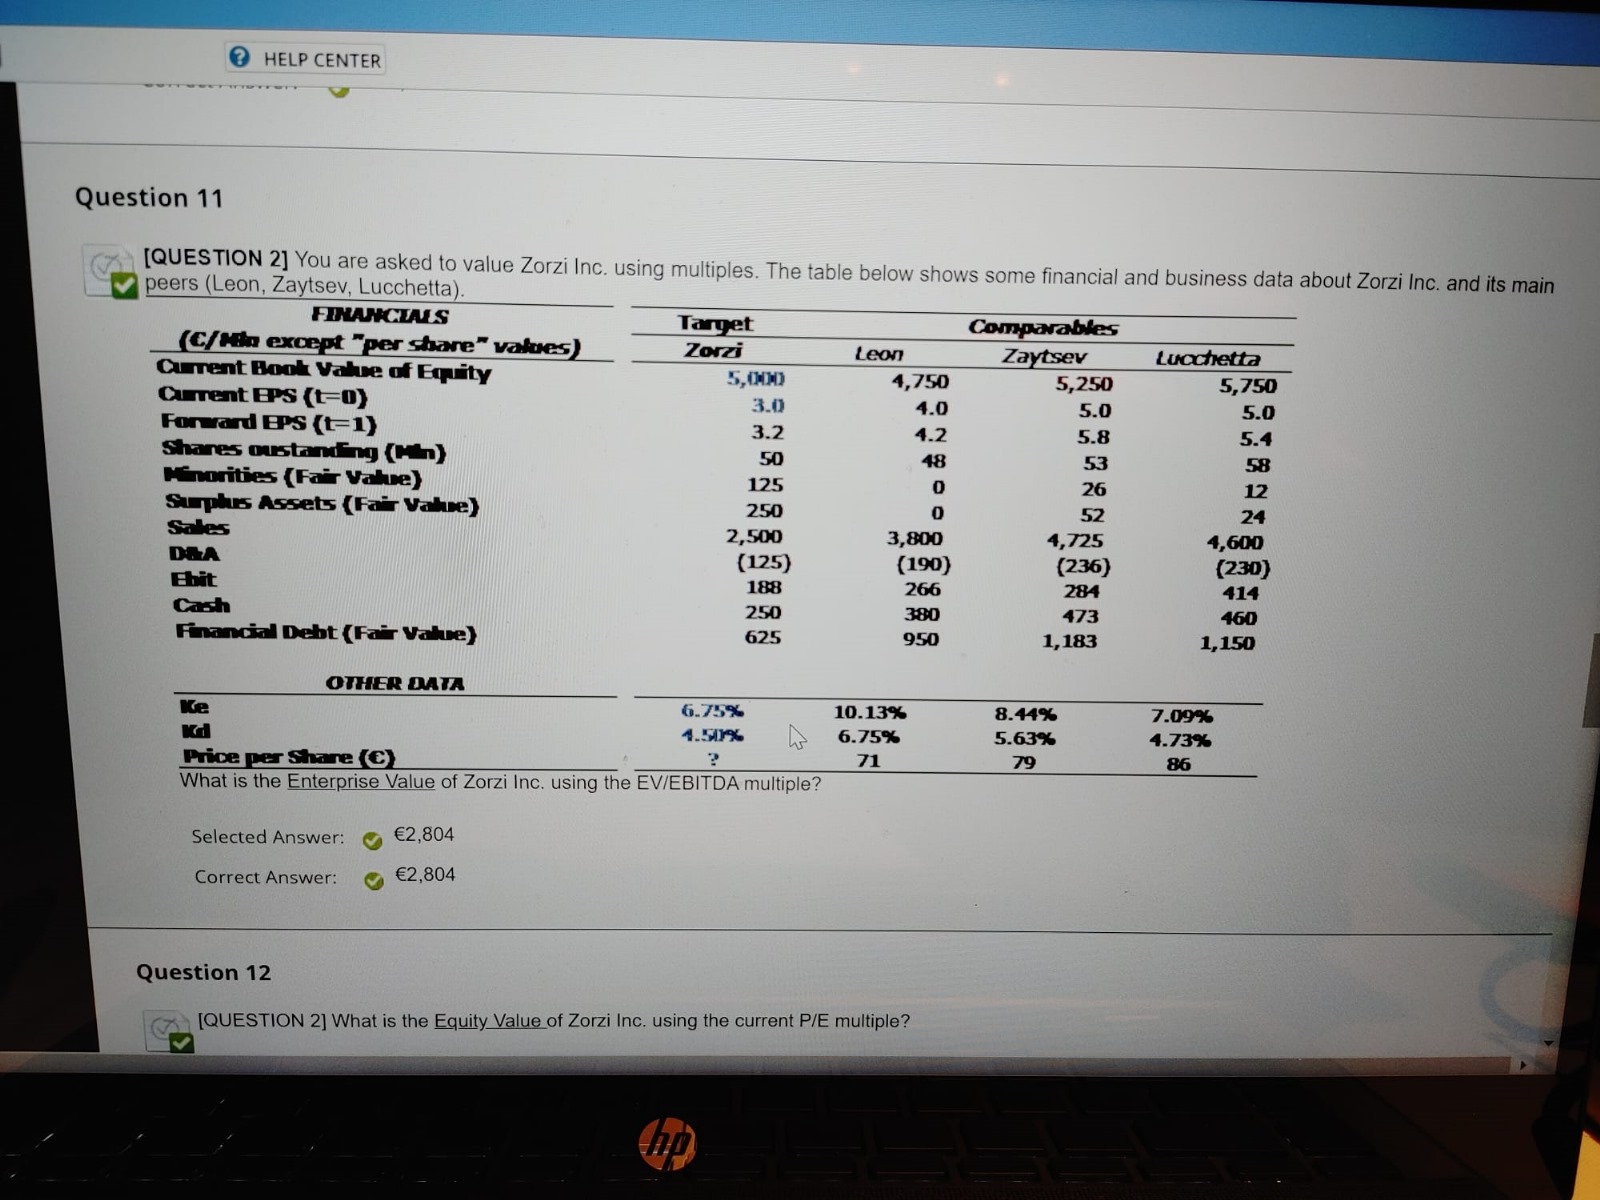 HELP CENTER
Question 11
[QUESTION 2] You are asked to value Zorzi Inc. using multiples. The table below shows some financial and business data about Zorzi Inc. and its main
peers (Leon, Zaytsev, Lucchetta).
FINANCIALS Target Comparables
(€/Mln except "per share" values) Zorzi Leon Zaytsev Lucchetta
Current Book Value of Equity 5,000 4,750 5,250 5,750
Current EPS (t=0) 3.0 4.0 5.0 5.0
Forward EPS (t=1) 3.2 4.2 5.8 5.4
Shares oustanding (Mln) 50 48 53 58
Minorities (Fair Value) 125 0 26 12
Surplus Assets (Fair Value) 250 0 52 24
Sales 2,500 3,800 4,725 4,600
D&A (125) (190) (236) (230)
Ebit 188 266 284 414
Cash 250 380 473 460
Financial Debt (Fair Value) 625 950 1,183 1,150
OTHER DATA
Ke 6.75% 10.13% 8.44% 7.09%
Kd 4.50% 6.75% 5.63% 4.73%
Price per Share (€) ? 71 79 86
What is the Enterprise Value of Zorzi Inc. using the EV/EBITDA multiple?
Selected Answer: €2,804
Correct Answer: €2,804
Question 12
[QUESTION 2] What is the Equity Value of Zorzi Inc. using the current P/E multiple?
hp